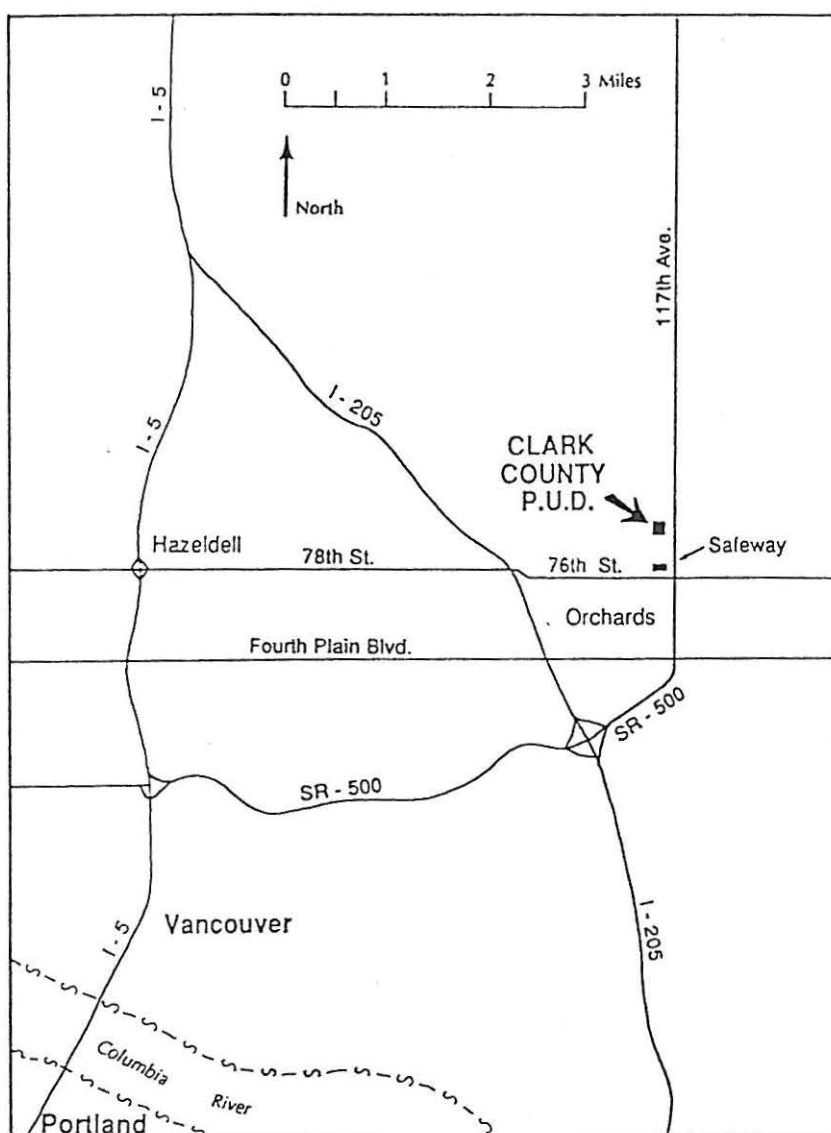 I - 5
0 1 2 3 Miles
North
117th Ave.
I - 205
I - 5
CLARK
COUNTY
P.U.D.
Hazeldell
78th St.
76th St.
Safeway
Orchards
Fourth Plain Blvd.
SR - 500
SR - 500
Vancouver
I - 5
I - 205
Columbia
River
Portland